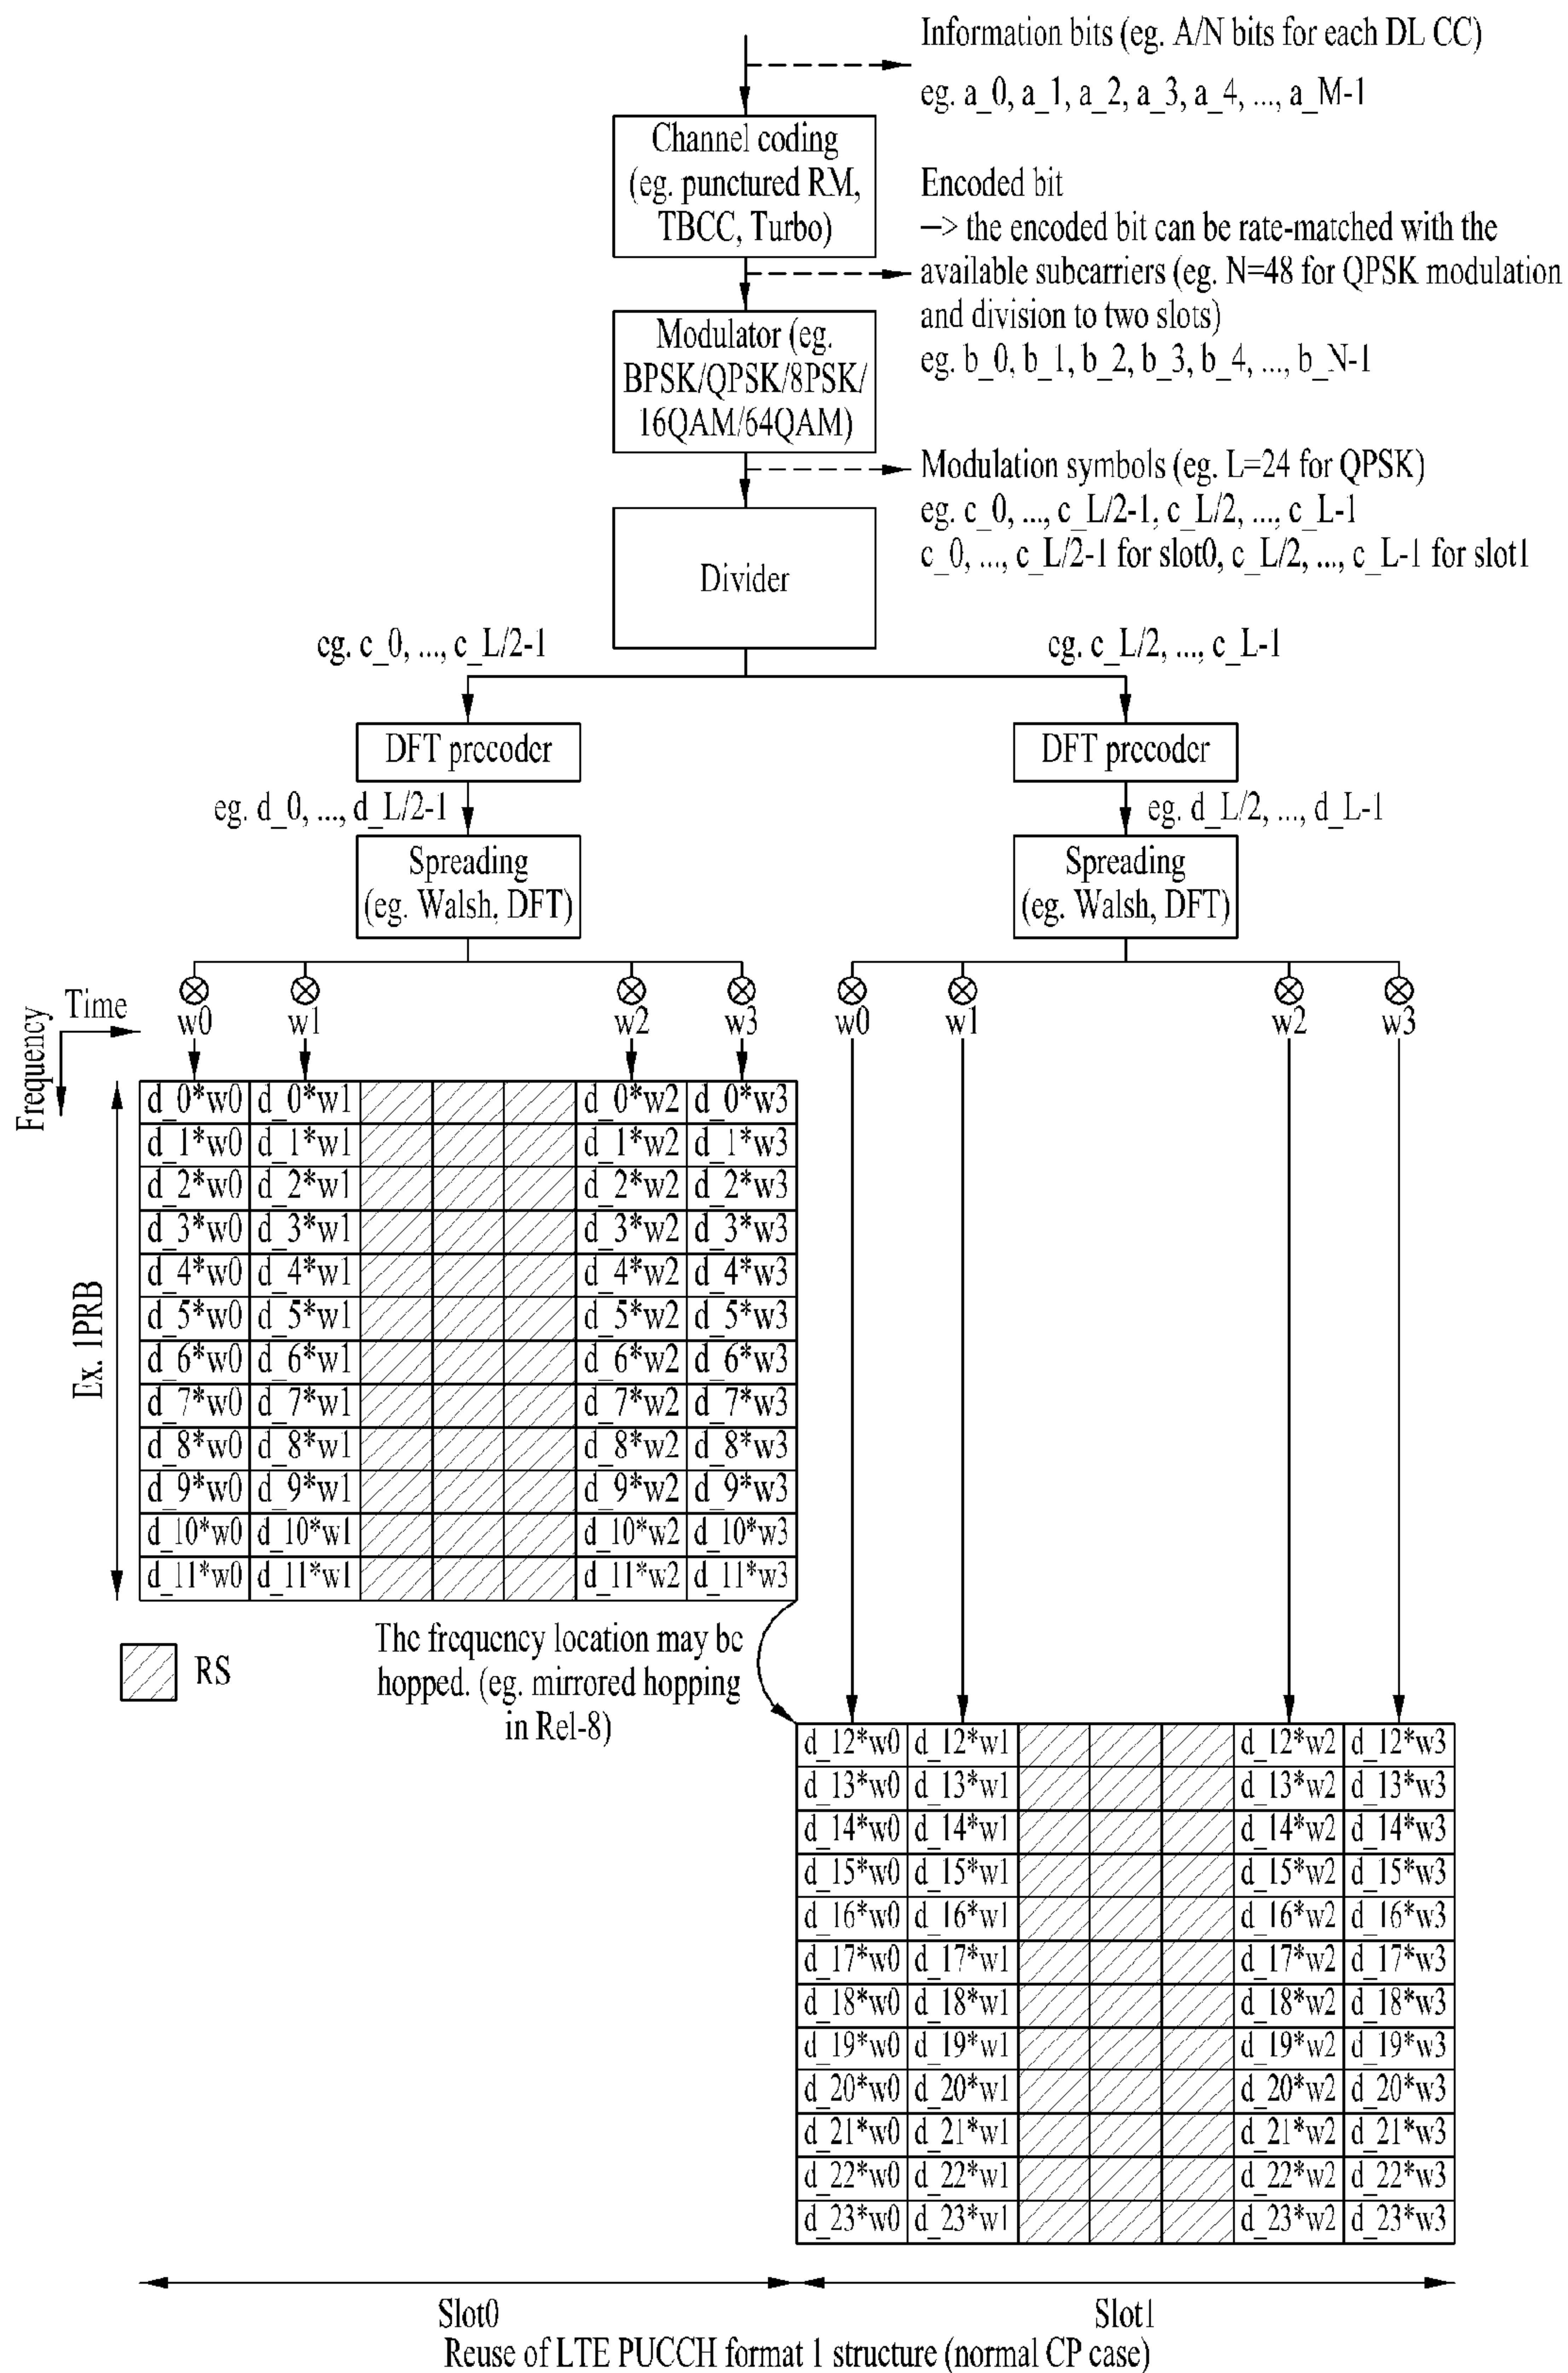 Information bits (eg. A/N bits for each DL CC)
eg. a_0, a_1, a_2, a_3, a_4, ..., a_M-1
Channel coding
(eg. punctured RM,
TBCC, Turbo)
Encoded bit
—> the encoded bit can be rate-matched with the
available subcarriers (eg. N=48 for QPSK modulation
and division to two slots)
eg. b_0, b_1, b_2, b_3, b_4, ..., b_N-1
Modulator (eg.
BPSK/QPSK/8PSK/
16QAM/64QAM)
Modulation symbols (eg. L=24 for QPSK)
eg. c_0, ..., c_L/2-1, c_L/2, ..., c_L-1
c_0, ..., c_L/2-1 for slot0, c_L/2, ..., c_L-1 for slot1
Divider
eg. c_0, ..., c_L/2-1
eg. c_L/2, ..., c_L-1
DFT precoder
DFT precoder
eg. d_0, ..., d_L/2-1
eg. d_L/2, ..., d_L-1
Spreading
(eg. Walsh, DFT)
Spreading
(eg. Walsh, DFT)
Time
Frequency
w0 w1 w2 w3
w0 w1 w2 w3
Ex. 1PRB
d_0*w0 d_0*w1 d_0*w2 d_0*w3
d_1*w0 d_1*w1 d_1*w2 d_1*w3
d_2*w0 d_2*w1 d_2*w2 d_2*w3
d_3*w0 d_3*w1 d_3*w2 d_3*w3
d_4*w0 d_4*w1 d_4*w2 d_4*w3
d_5*w0 d_5*w1 d_5*w2 d_5*w3
d_6*w0 d_6*w1 d_6*w2 d_6*w3
d_7*w0 d_7*w1 d_7*w2 d_7*w3
d_8*w0 d_8*w1 d_8*w2 d_8*w3
d_9*w0 d_9*w1 d_9*w2 d_9*w3
d_10*w0 d_10*w1 d_10*w2 d_10*w3
d_11*w0 d_11*w1 d_11*w2 d_11*w3
RS
The frequency location may be
hopped. (eg. mirrored hopping
in Rel-8)
d_12*w0 d_12*w1 d_12*w2 d_12*w3
d_13*w0 d_13*w1 d_13*w2 d_13*w3
d_14*w0 d_14*w1 d_14*w2 d_14*w3
d_15*w0 d_15*w1 d_15*w2 d_15*w3
d_16*w0 d_16*w1 d_16*w2 d_16*w3
d_17*w0 d_17*w1 d_17*w2 d_17*w3
d_18*w0 d_18*w1 d_18*w2 d_18*w3
d_19*w0 d_19*w1 d_19*w2 d_19*w3
d_20*w0 d_20*w1 d_20*w2 d_20*w3
d_21*w0 d_21*w1 d_21*w2 d_21*w3
d_22*w0 d_22*w1 d_22*w2 d_22*w3
d_23*w0 d_23*w1 d_23*w2 d_23*w3
Slot0
Slot1
Reuse of LTE PUCCH format 1 structure (normal CP case)